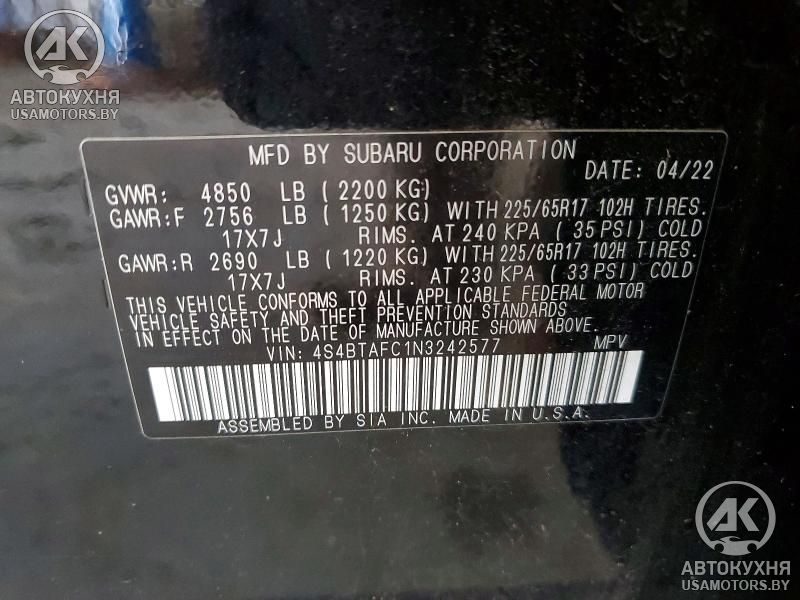 AK
АВТОКУХНЯ
USAMOTORS.BY
MFD BY SUBARU CORPORATION
DATE: 04/22
GVWR: 4850 LB (2200 KG)
GAWR:F 2756 LB (1250 KG) WITH 225/65R17 102H TIRES.
17X7J RIMS. AT 240 KPA (35 PSI) COLD
GAWR:R 2690 LB (1220 KG) WITH 225/65R17 102H TIRES.
17X7J RIMS. AT 230 KPA (33 PSI) COLD
THIS VEHICLE CONFORMS TO ALL APPLICABLE FEDERAL MOTOR
VEHICLE SAFETY AND THEFT PREVENTION STANDARDS
IN EFFECT ON THE DATE OF MANUFACTURE SHOWN ABOVE.
VIN: 4S4BTAFC1N3242577 MPV
ASSEMBLED BY SIA INC. MADE IN U.S.A.
AK
АВТОКУХНЯ
USAMOTORS.BY